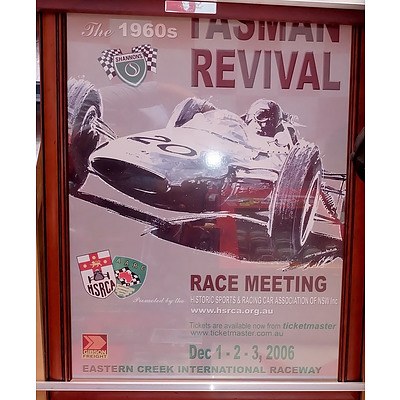 The 1960s
TASMAN
REVIVAL
SHANNONS
20
HSRCA
RACE MEETING
Promoted by the HISTORIC SPORTS & RACING CAR ASSOCIATION OF NSW Inc
www.hsrca.org.au
Tickets are available now from ticketmaster
www.ticketmaster.com.au
GIBSON
FREIGHT
Dec 1 - 2 - 3, 2006
EASTERN CREEK INTERNATIONAL RACEWAY